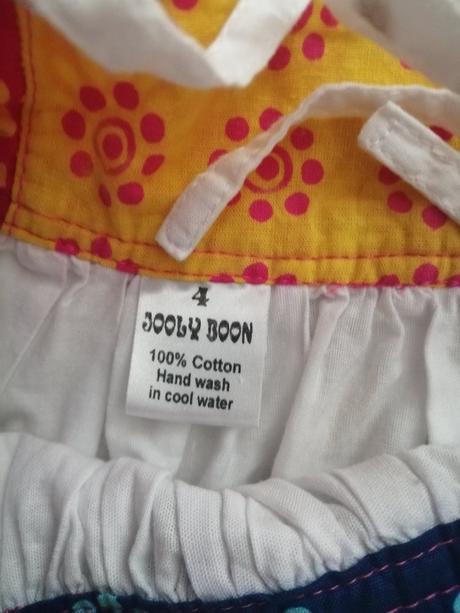 4
JOOLY BOON
100% Cotton
Hand wash
in cool water